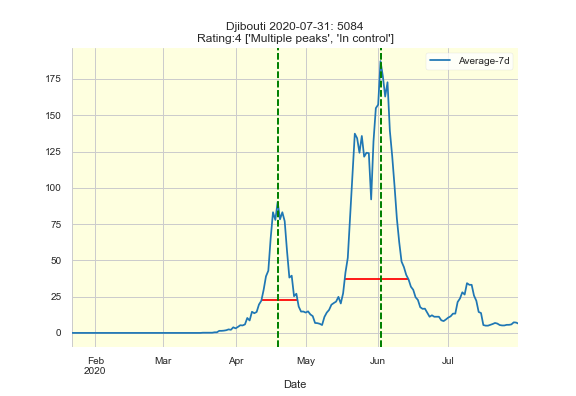 Djibouti 2020-07-31: 5084
Rating:4 ['Multiple peaks', 'In control']
Average-7d
175
150
125
100
75
50
25
0
Feb
2020
Mar
Apr
May
Jun
Jul
Date